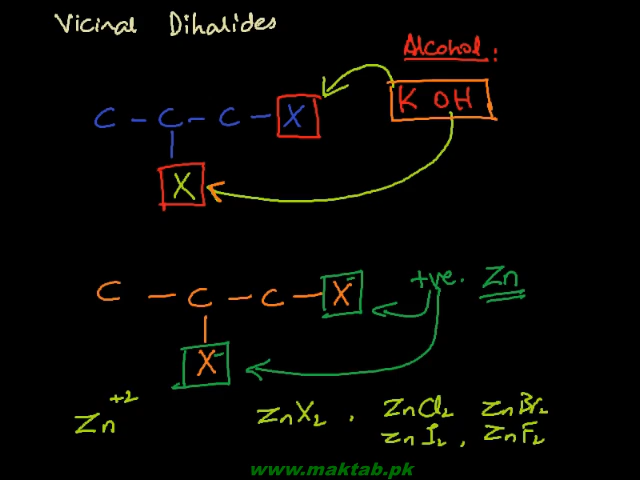 Vicinal Dihalides
Alcohol:
K OH
C - C - C - X
X
+ve. Zn
C - C - C - X⁻
X⁻
Zn⁺²
ZnX₂, ZnCl₂ ZnBr₂
ZnI₂, ZnF₂
www.maktab.pk